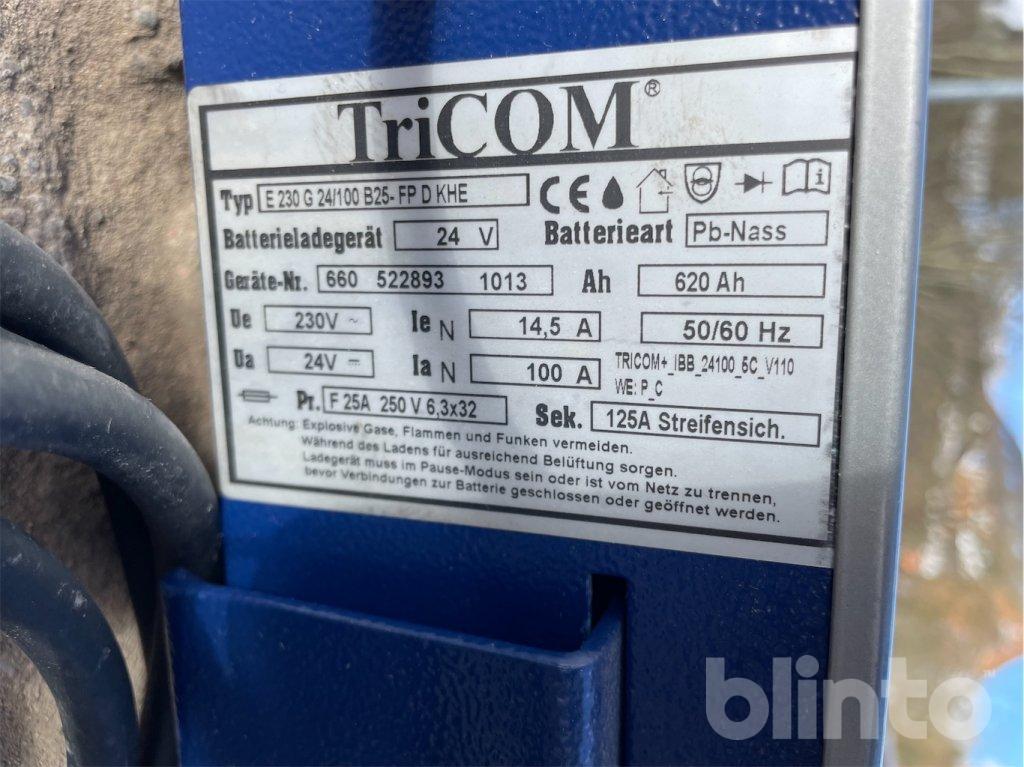 TriCOM®
Typ E 230 G 24/100 B25- FP D KHE CE i
Batterieladegerät 24 V Batterieart Pb-Nass
Geräte-Nr. 660 522893 1013 Ah 620 Ah
Ue 230V ~ Ie N 14,5 A 50/60 Hz
Ua 24V ⎓ Ia N 100 A TRICOM+_IBB_24100_5C_V110
WE: P_C
Pr. F 25A 250 V 6,3x32 Sek. 125A Streifensich.
Achtung: Explosive Gase, Flammen und Funken vermeiden.
Während des Ladens für ausreichend Belüftung sorgen.
Ladegerät muss im Pause-Modus sein oder ist vom Netz zu trennen,
bevor Verbindungen zur Batterie geschlossen oder geöffnet werden.
blinto™